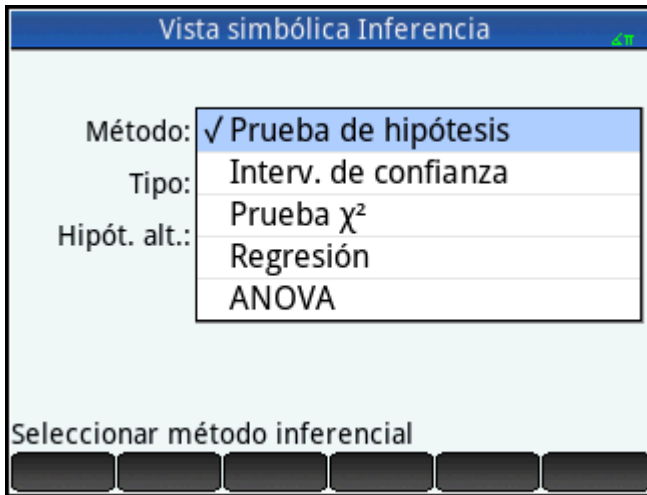 Vista simbólica Inferencia
∡π
Método: √ Prueba de hipótesis
Interv. de confianza
Tipo:
Prueba χ²
Hipót. alt.:
Regresión
ANOVA
Seleccionar método inferencial